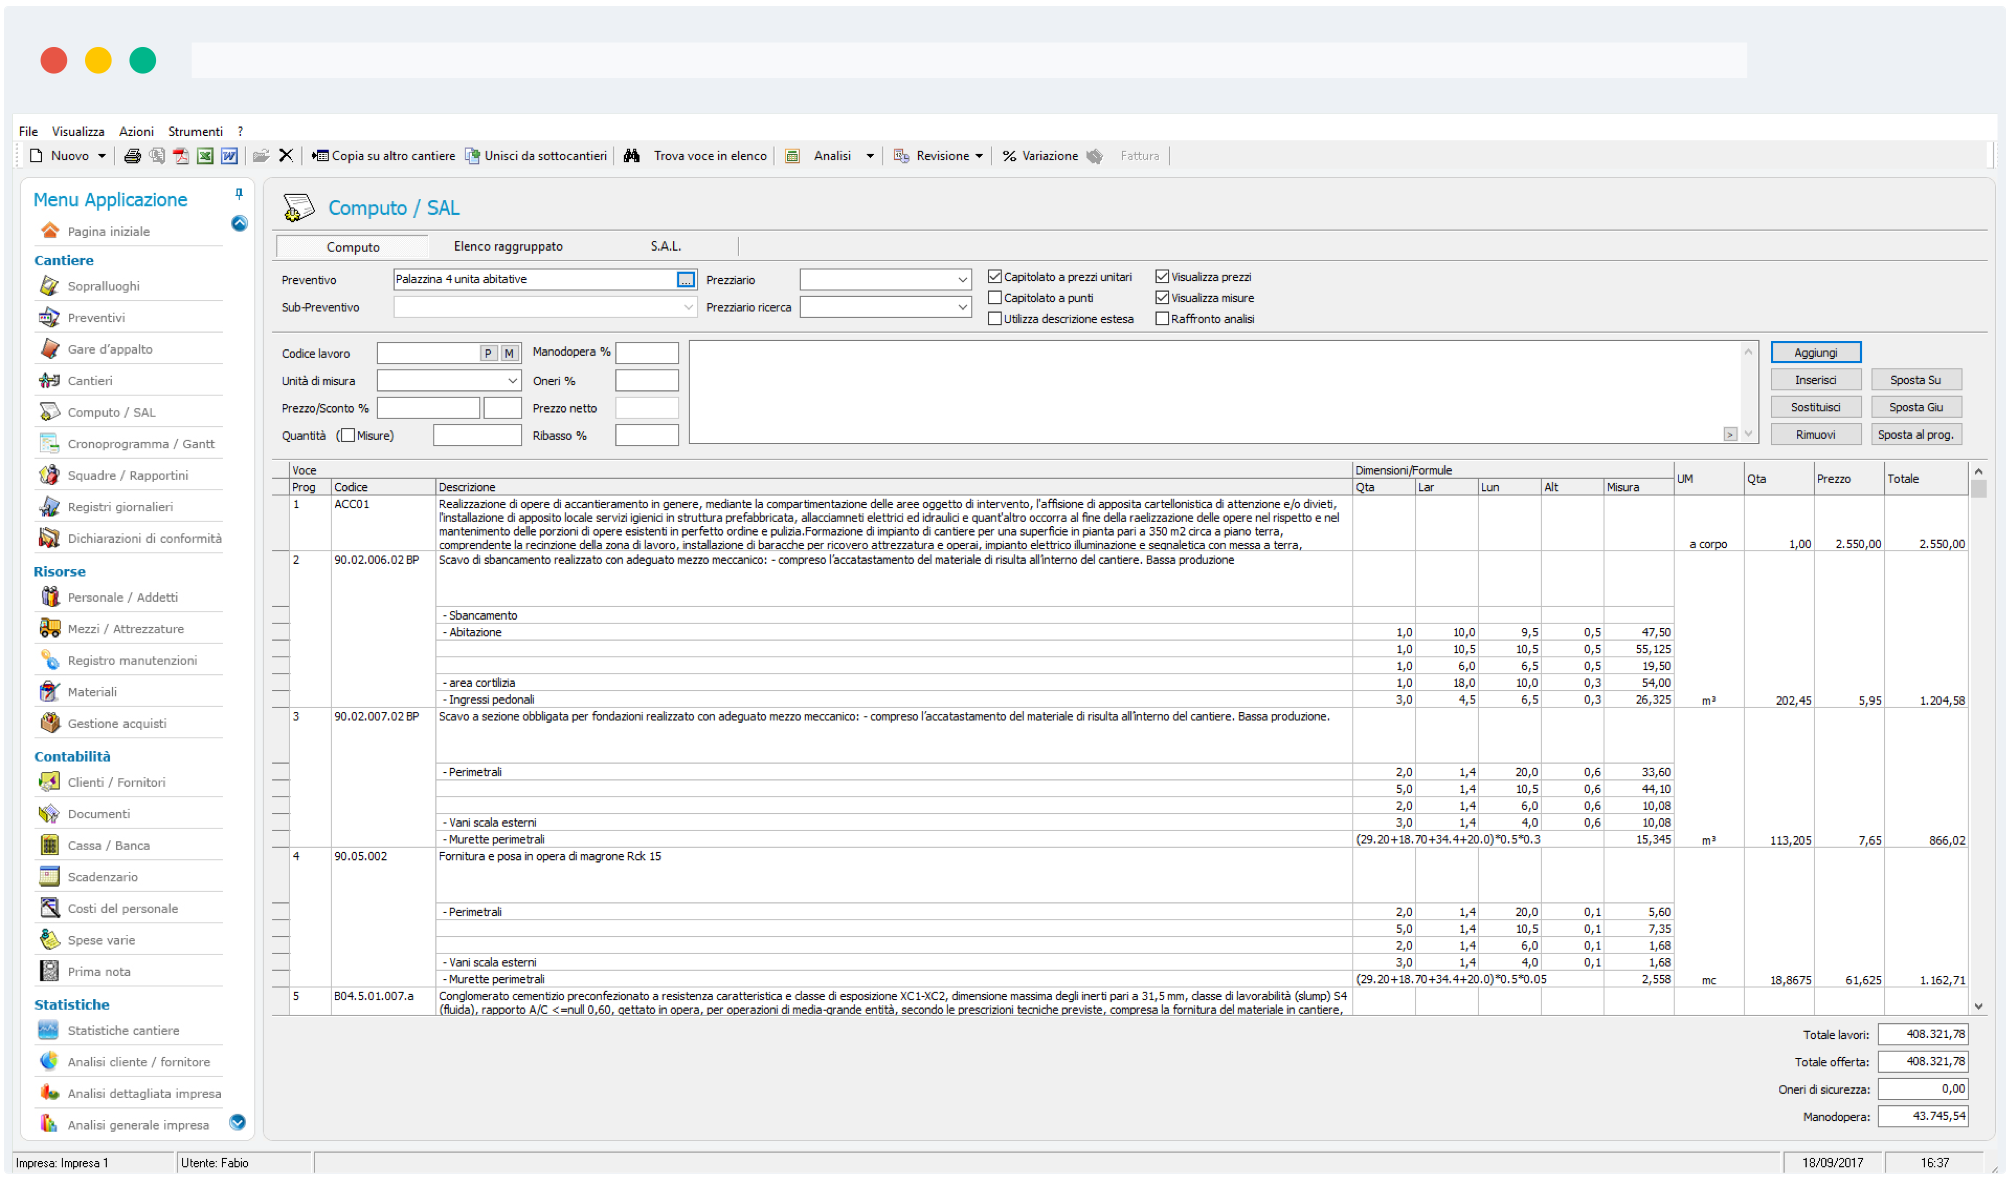 File Visualizza Azioni Strumenti ?
Nuovo Copia su altro cantiere Unisci da sottocantieri Trova voce in elenco Analisi Revisione % Variazione Fattura
Menu Applicazione
Pagina iniziale
Cantiere
Sopralluoghi
Preventivi
Gare d'appalto
Cantieri
Computo / SAL
Cronoprogramma / Gantt
Squadre / Rapportini
Registri giornalieri
Dichiarazioni di conformità
Risorse
Personale / Addetti
Mezzi / Attrezzature
Registro manutenzioni
Materiali
Gestione acquisti
Contabilità
Clienti / Fornitori
Documenti
Cassa / Banca
Scadenzario
Costi del personale
Spese varie
Prima nota
Statistiche
Statistiche cantiere
Analisi cliente / fornitore
Analisi dettagliata impresa
Analisi generale impresa
Computo / SAL
Computo Elenco raggruppato S.A.L.
Preventivo Palazzina 4 unita abitative ... Prezziario Capitolato a prezzi unitari Visualizza prezzi
Sub-Preventivo Prezziario ricerca Capitolato a punti Visualizza misure
Utilizza descrizione estesa Raffronto analisi
Codice lavoro P M Manodopera % Aggiungi
Unità di misura Oneri % Inserisci Sposta Su
Prezzo/Sconto % Prezzo netto Sostituisci Sposta Giu
Quantità ( Misure) Ribasso % > Rimuovi Sposta al prog.
Voce Dimensioni/Formule UM Qta Prezzo Totale
Prog Codice Descrizione Qta Lar Lun Alt Misura
1 ACC01 Realizzazione di opere di accantieramento in genere, mediante la compartimentazione delle aree oggetto di intervento, l'affisione di apposita cartellonistica di attenzione e/o divieti,
l'installazione di apposito locale servizi igienici in struttura prefabbricata, allacciamneti elettrici ed idraulici e quant'altro occorra al fine della raelizzazione delle opere nel rispetto e nel
mantenimento delle porzioni di opere esistenti in perfetto ordine e pulizia.Formazione di impianto di cantiere per una superficie in pianta pari a 350 m2 circa a piano terra,
comprendente la recinzione della zona di lavoro, installazione di baracche per ricovero attrezzatura e operai, impianto elettrico illuminazione e segnaletica con messa a terra, a corpo 1,00 2.550,00 2.550,00
2 90.02.006.02 BP Scavo di sbancamento realizzato con adeguato mezzo meccanico: - compreso l'accatastamento del materiale di risulta all'interno del cantiere. Bassa produzione
- Sbancamento
- Abitazione 1,0 10,0 9,5 0,5 47,50
1,0 10,5 10,5 0,5 55,125
1,0 6,0 6,5 0,5 19,50
- area cortilizia 1,0 18,0 10,0 0,3 54,00
- Ingressi pedonali 3,0 4,5 6,5 0,3 26,325 m³ 202,45 5,95 1.204,58
3 90.02.007.02 BP Scavo a sezione obbligata per fondazioni realizzato con adeguato mezzo meccanico: - compreso l'accatastamento del materiale di risulta all'interno del cantiere. Bassa produzione.
- Perimetrali 2,0 1,4 20,0 0,6 33,60
5,0 1,4 10,5 0,6 44,10
2,0 1,4 6,0 0,6 10,08
- Vani scala esterni 3,0 1,4 4,0 0,6 10,08
- Murette perimetrali (29.20+18.70+34.4+20.0)*0.5*0.3 15,345 m³ 113,205 7,65 866,02
4 90.05.002 Fornitura e posa in opera di magrone Rck 15
- Perimetrali 2,0 1,4 20,0 0,1 5,60
5,0 1,4 10,5 0,1 7,35
2,0 1,4 6,0 0,1 1,68
- Vani scala esterni 3,0 1,4 4,0 0,1 1,68
- Murette perimetrali (29.20+18.70+34.4+20.0)*0.5*0.05 2,558 mc 18,8675 61,625 1.162,71
5 B04.5.01.007.a Conglomerato cementizio preconfezionato a resistenza caratteristica e classe di esposizione XC1-XC2, dimensione massima degli inerti pari a 31,5 mm, classe di lavorabilità (slump) S4
(fluida), rapporto A/C <=null 0,60, gettato in opera, per operazioni di media-grande entità, secondo le prescrizioni tecniche previste, compresa la fornitura del materiale in cantiere,
Totale lavori: 408.321,78
Totale offerta: 408.321,78
Oneri di sicurezza: 0,00
Manodopera: 43.745,54
Impresa: Impresa 1 Utente: Fabio 18/09/2017 16:37